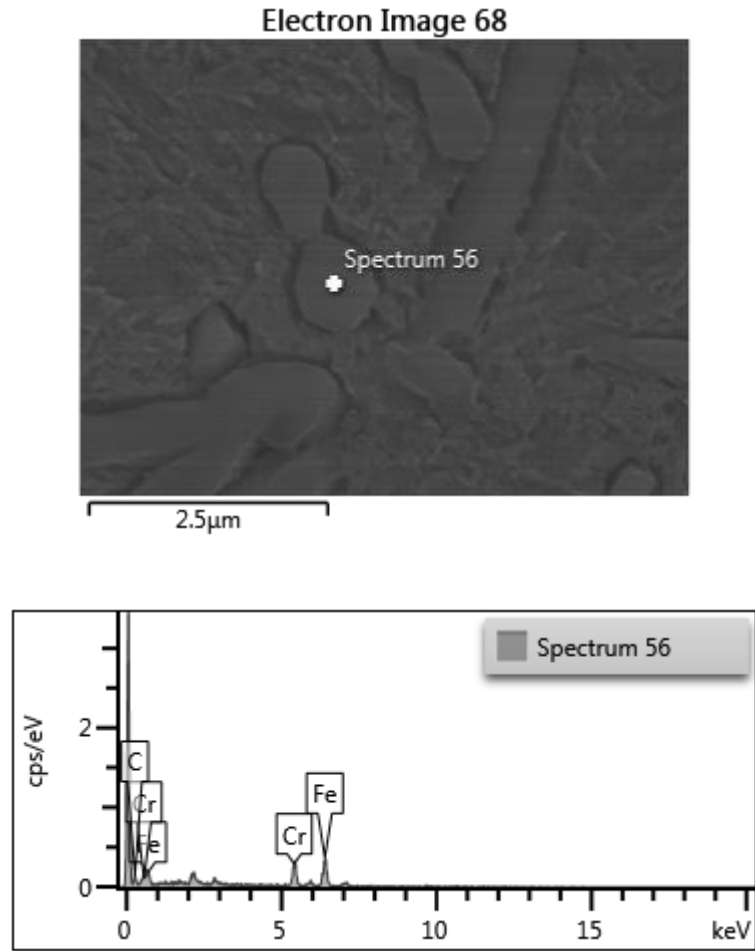 Electron Image 68
Spectrum 56
2.5µm
Spectrum 56
cps/eV
2
0
C
Cr
Fe
Cr
Fe
0
5
10
15
keV